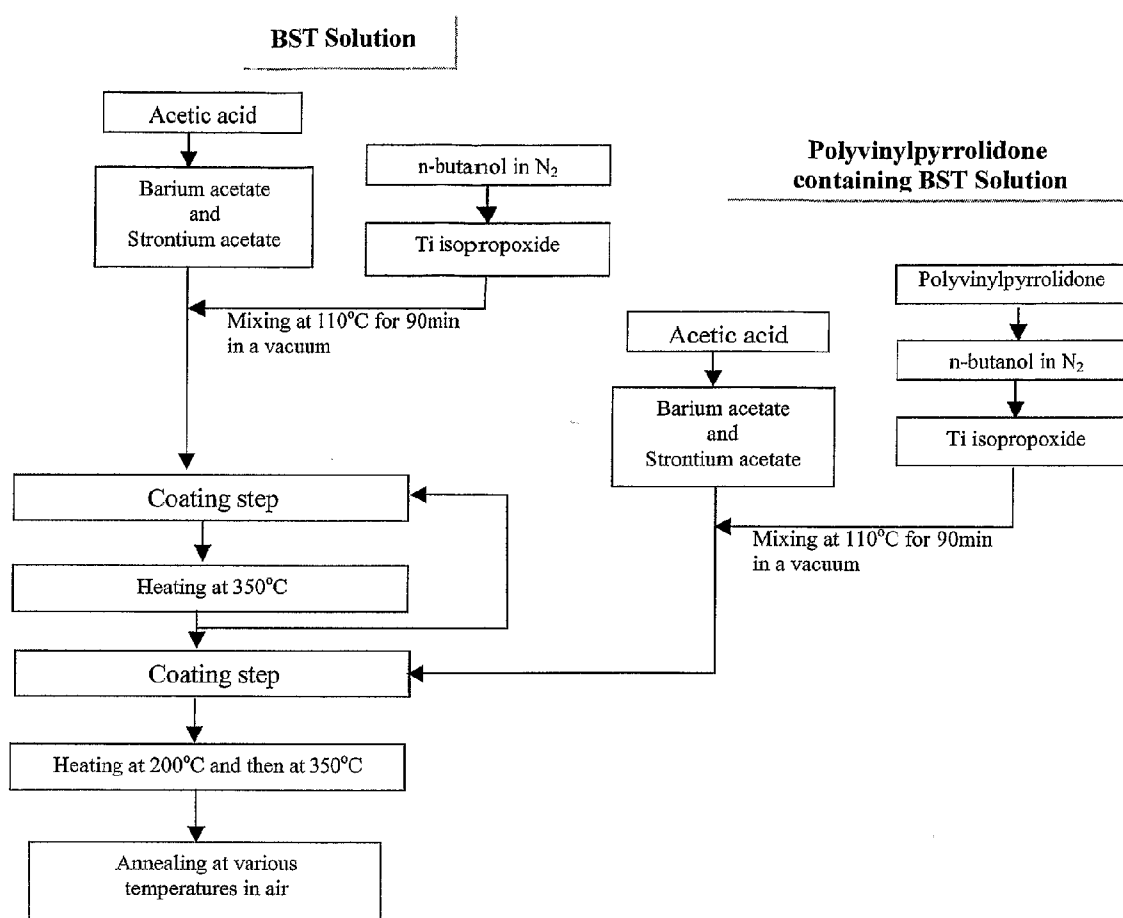 BST Solution
Acetic acid
Barium acetate
and
Strontium acetate
n-butanol in N₂
Ti isopropoxide
Mixing at 110°C for 90min
in a vacuum
Polyvinylpyrrolidone
containing BST Solution
Polyvinylpyrrolidone
n-butanol in N₂
Ti isopropoxide
Acetic acid
Barium acetate
and
Strontium acetate
Mixing at 110°C for 90min
in a vacuum
Coating step
Heating at 350°C
Coating step
Heating at 200°C and then at 350°C
Annealing at various
temperatures in air